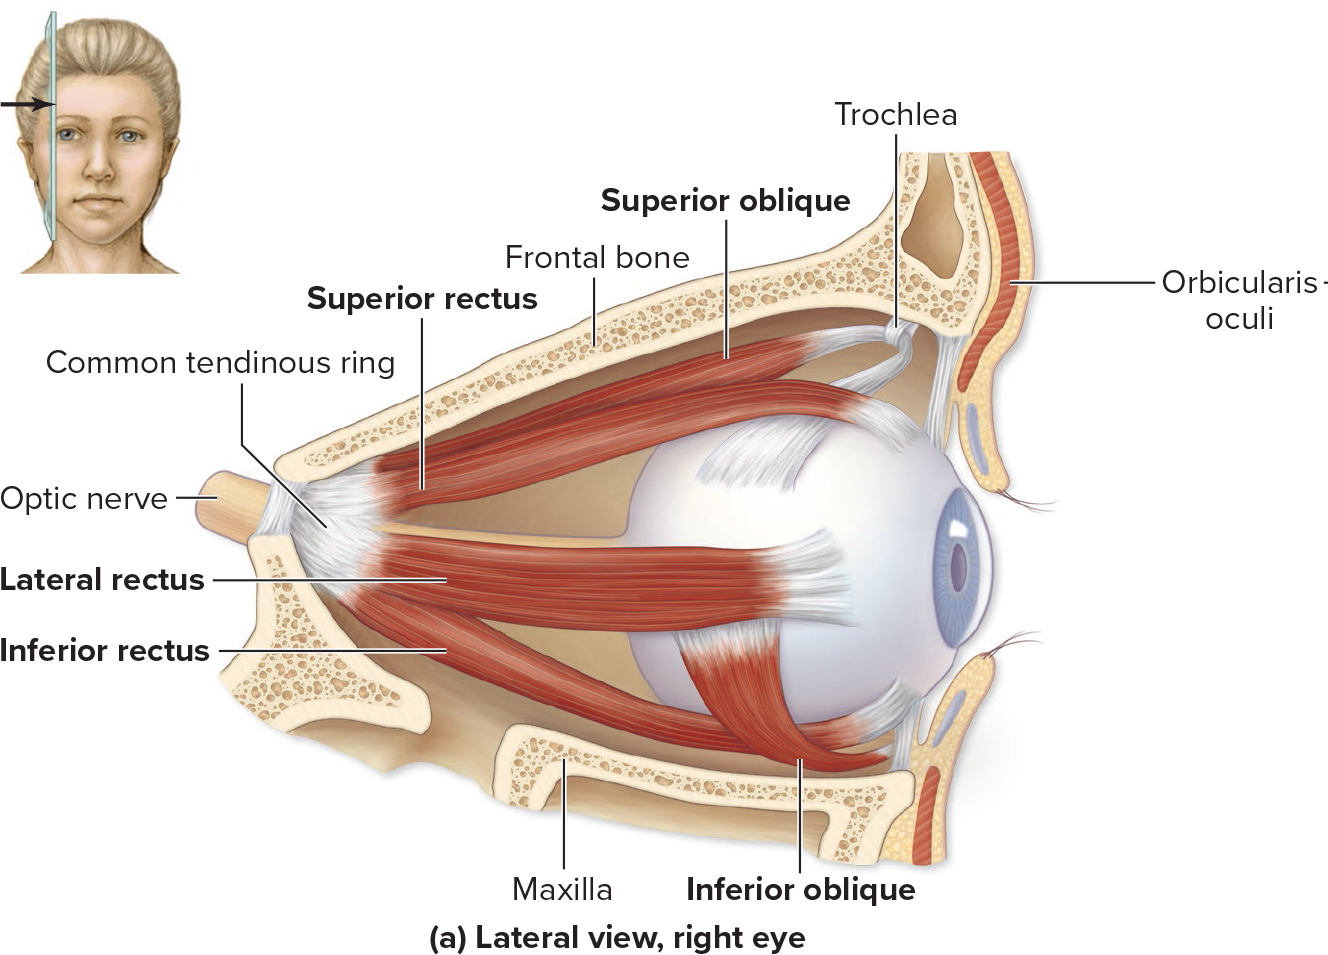 Trochlea
Superior oblique
Frontal bone
Superior rectus
Orbicularis
oculi
Common tendinous ring
Optic nerve
Lateral rectus
Inferior rectus
Maxilla
Inferior oblique
(a) Lateral view, right eye